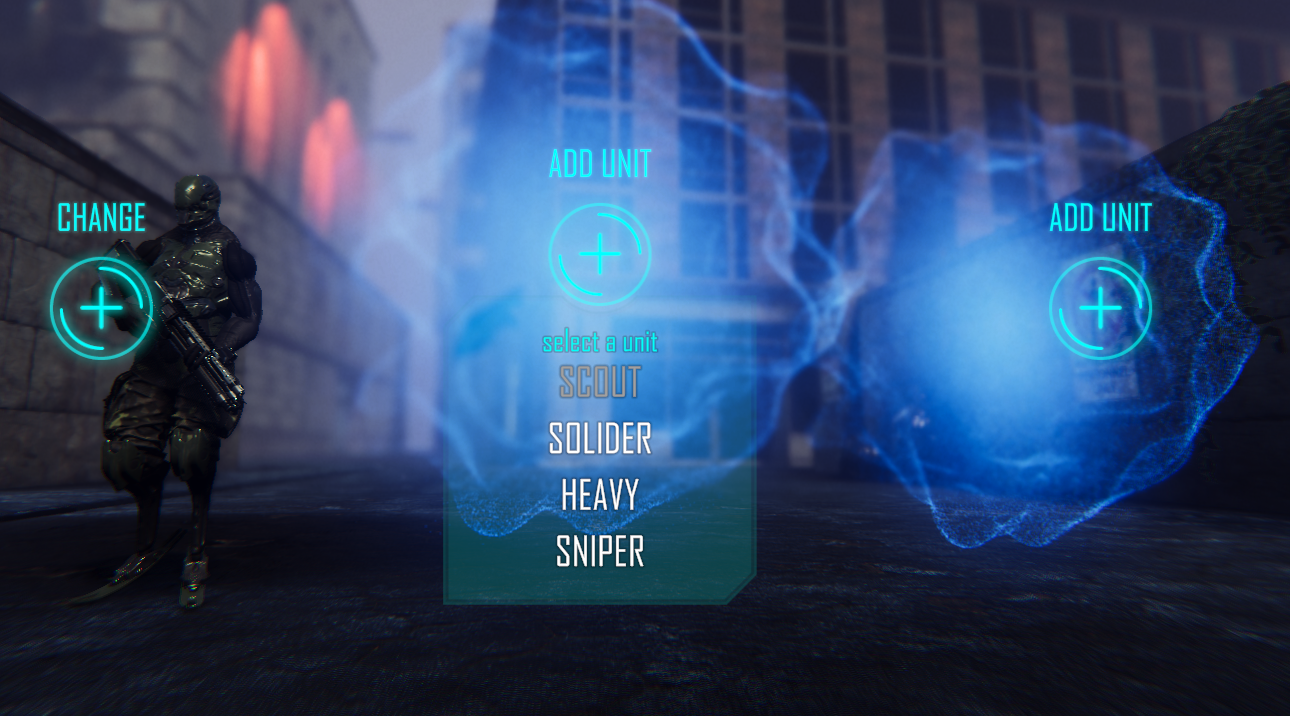 ADD UNIT
CHANGE
ADD UNIT
select a unit
SCOUT
SOLIDER
HEAVY
SNIPER